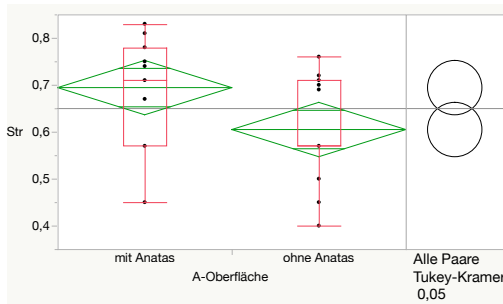 0,8
0,7
Str
0,6
0,5
0,4
mit Anatas
ohne Anatas
A-Oberfläche
Alle Paare
Tukey-Kramer
0,05